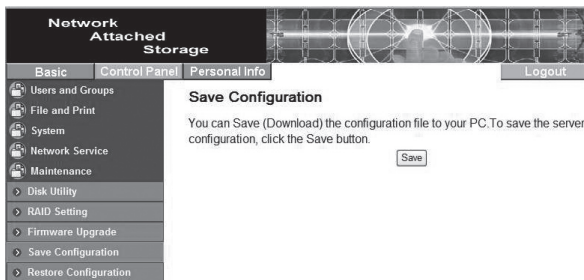 Network
Attached
Storage
Basic
Control Panel
Personal Info
Logout
Users and Groups
File and Print
System
Network Service
Maintenance
Disk Utility
RAID Setting
Firmware Upgrade
Save Configuration
Restore Configuration
Save Configuration
You can Save (Download) the configuration file to your PC.To save the server
configuration, click the Save button.
Save